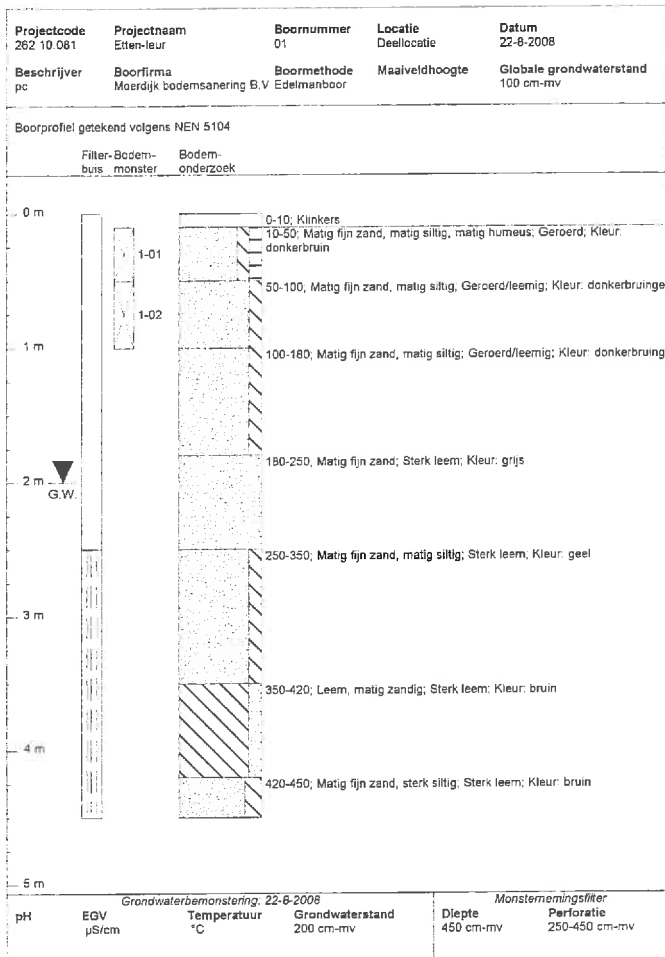 Projectcode Projectnaam Boornummer Locatie Datum
262 10.081 Etten-leur 01 Deellocatie 22-8-2008
Beschrijver Boorfirma Boormethode Maaiveldhoogte Globale grondwaterstand
pc Moerdijk bodemsanering B.V Edelmanboor 100 cm-mv
Boorprofiel getekend volgens NEN 5104
Filter- Bodem- Bodem-
buis monster onderzoek
0 m
0-10; Klinkers
10-50; Matig fijn zand, matig siltig, matig humeus; Geroerd; Kleur:
donkerbruin
1-01
50-100; Matig fijn zand, matig siltig; Geroerd/leemig; Kleur: donkerbruinge
1-02
1 m
100-180; Matig fijn zand, matig siltig; Geroerd/leemig; Kleur: donkerbruing
180-250, Matig fijn zand; Sterk leem; Kleur: grijs
2 m
G.W.
250-350; Matig fijn zand, matig siltig; Sterk leem; Kleur: geel
3 m
350-420; Leem, matig zandig; Sterk leem; Kleur: bruin
4 m
420-450; Matig fijn zand, sterk siltig; Sterk leem; Kleur: bruin
5 m
Grondwaterbemonstering: 22-8-2008 Monsternemingsfilter
pH EGV Temperatuur Grondwaterstand Diepte Perforatie
µS/cm °C 200 cm-mv 450 cm-mv 250-450 cm-mv